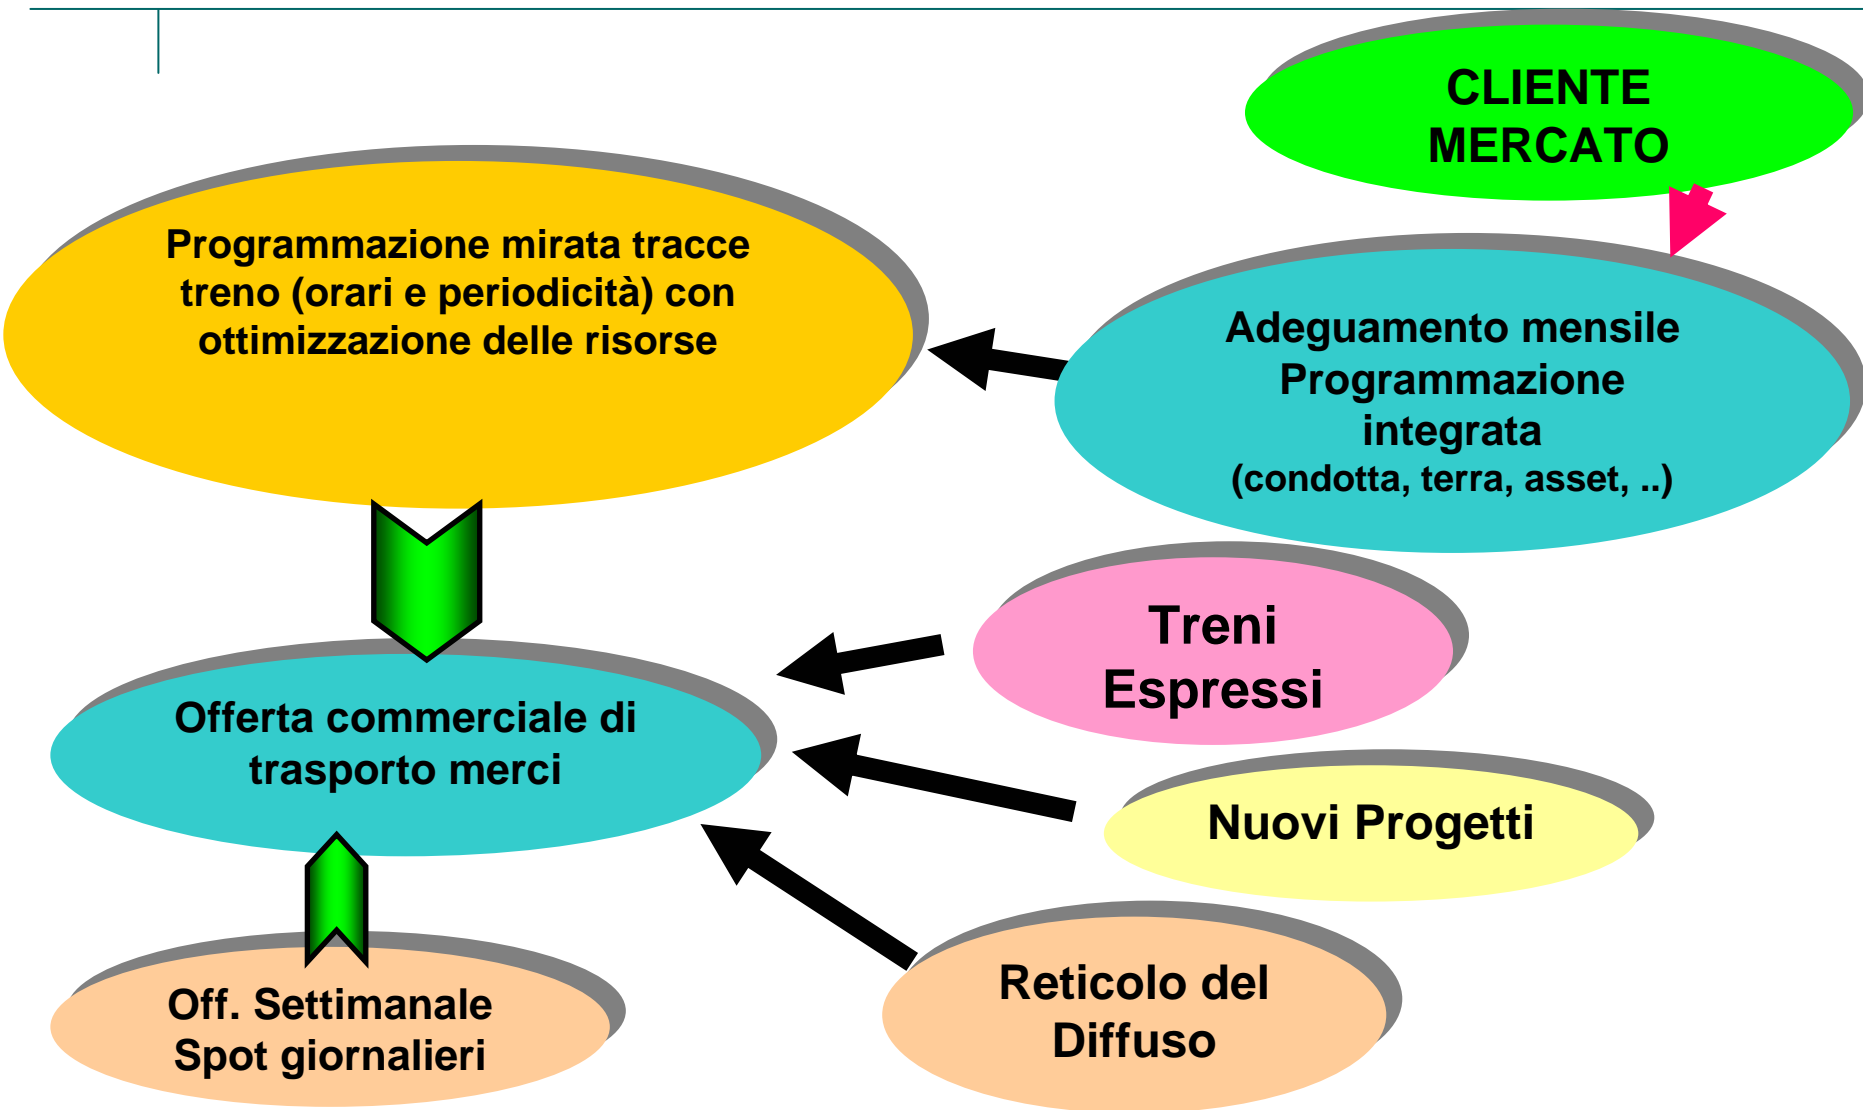 CLIENTE
MERCATO
Programmazione mirata tracce
treno (orari e periodicità) con
ottimizzazione delle risorse
Adeguamento mensile
Programmazione
integrata
(condotta, terra, asset, ..)
Treni
Espressi
Offerta commerciale di
trasporto merci
Nuovi Progetti
Reticolo del
Diffuso
Off. Settimanale
Spot giornalieri